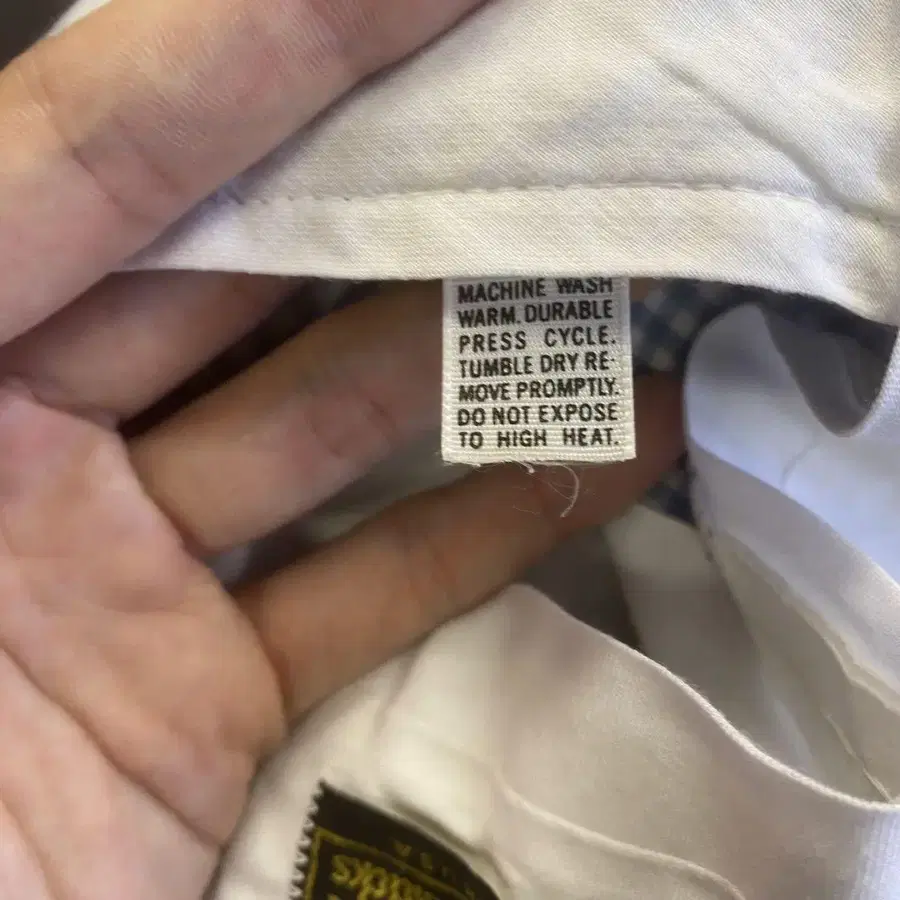 MACHINE WASH
WARM. DURABLE
PRESS CYCLE.
TUMBLE DRY RE-
MOVE PROMPTLY.
DO NOT EXPOSE
TO HIGH HEAT.